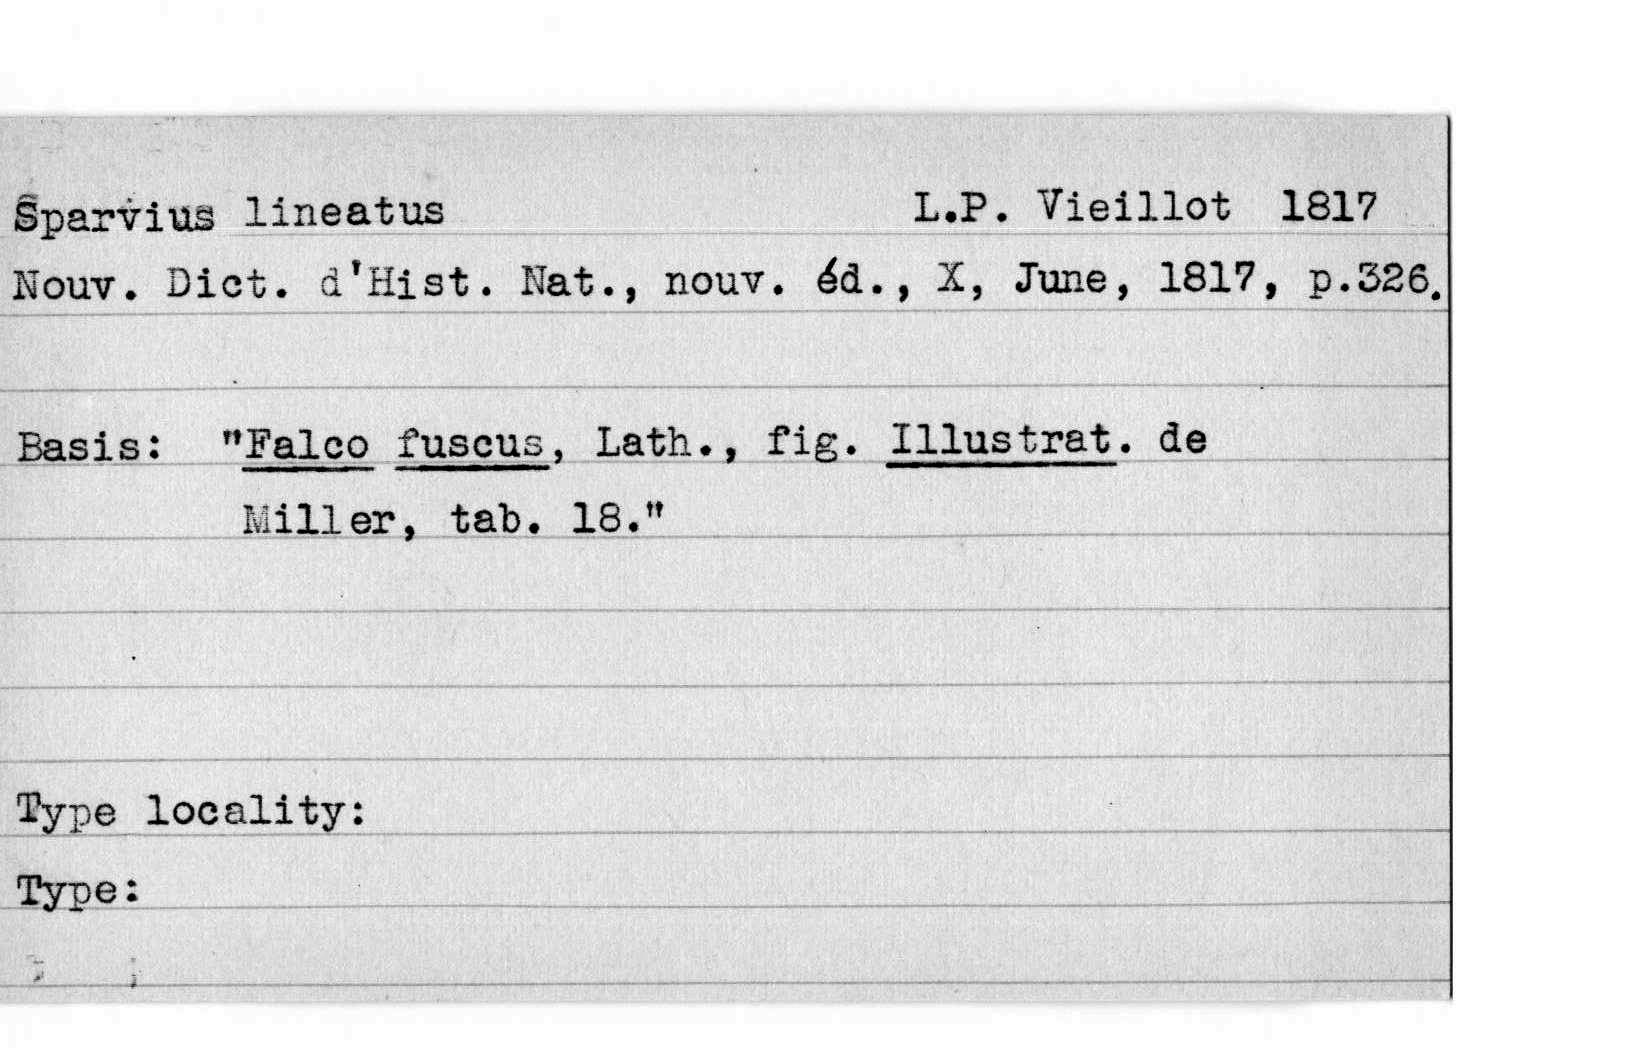 Sparvius lineatus L.P. Vieillot 1817
Nouv. Dict. d'Hist. Nat., nouv. éd., X, June, 1817, p.326.
Basis: "Falco fuscus, Lath., fig. Illustrat. de
Miller, tab. 18."
Type locality:
Type: